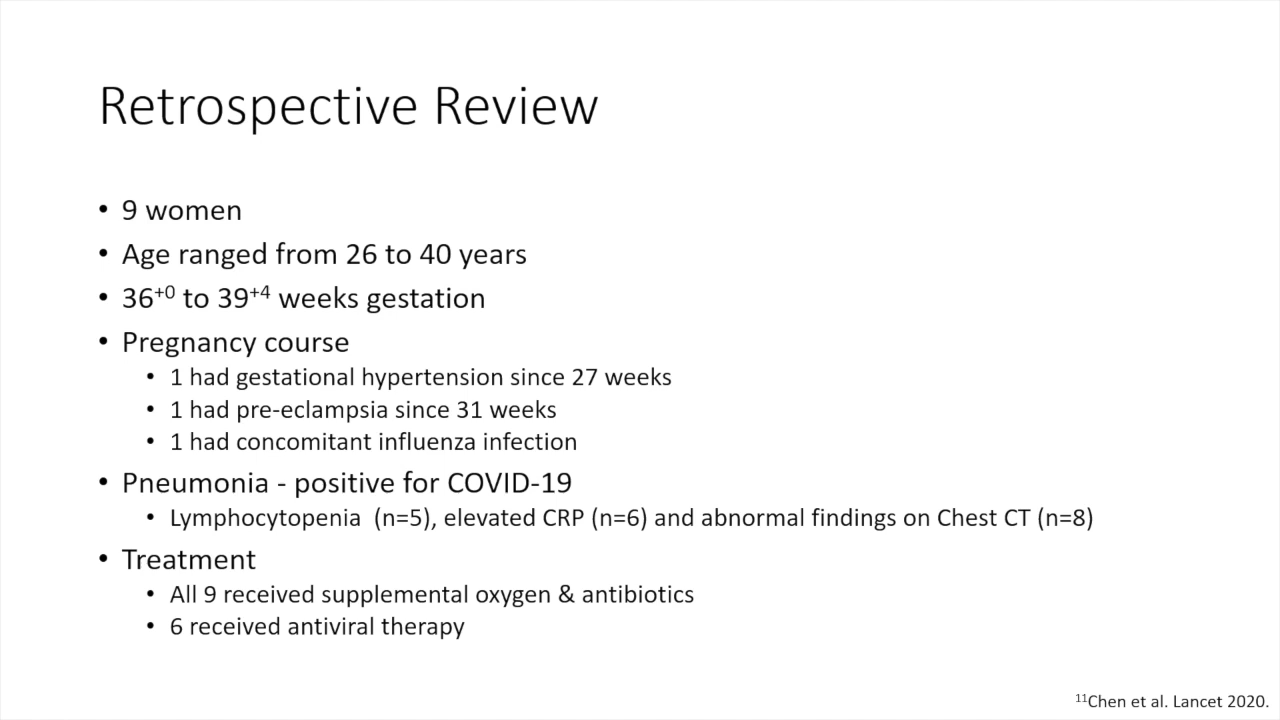 Retrospective Review
• 9 women
• Age ranged from 26 to 40 years
• 36⁺⁰ to 39⁺⁴ weeks gestation
• Pregnancy course
• 1 had gestational hypertension since 27 weeks
• 1 had pre-eclampsia since 31 weeks
• 1 had concomitant influenza infection
• Pneumonia - positive for COVID-19
• Lymphocytopenia (n=5), elevated CRP (n=6) and abnormal findings on Chest CT (n=8)
• Treatment
• All 9 received supplemental oxygen & antibiotics
• 6 received antiviral therapy
¹¹Chen et al. Lancet 2020.